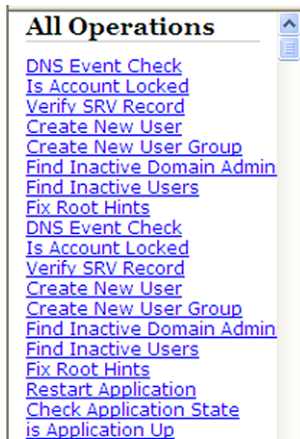 All Operations
DNS Event Check
Is Account Locked
Verify SRV Record
Create New User
Create New User Group
Find Inactive Domain Admin
Find Inactive Users
Fix Root Hints
DNS Event Check
Is Account Locked
Verify SRV Record
Create New User
Create New User Group
Find Inactive Domain Admin
Find Inactive Users
Fix Root Hints
Restart Application
Check Application State
is Application Up